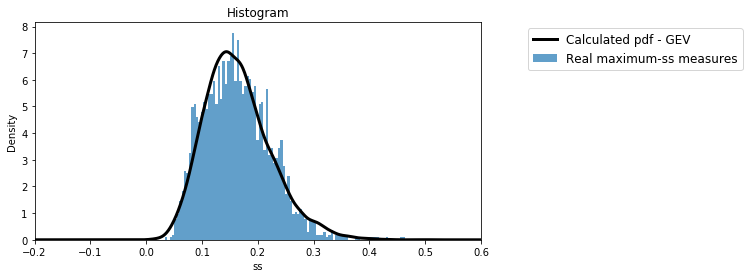 Histogram
8
7
6
5
4
3
2
1
0
Density
−0.2 −0.1 0.0 0.1 0.2 0.3 0.4 0.5 0.6
ss
Calculated pdf - GEV
Real maximum-ss measures